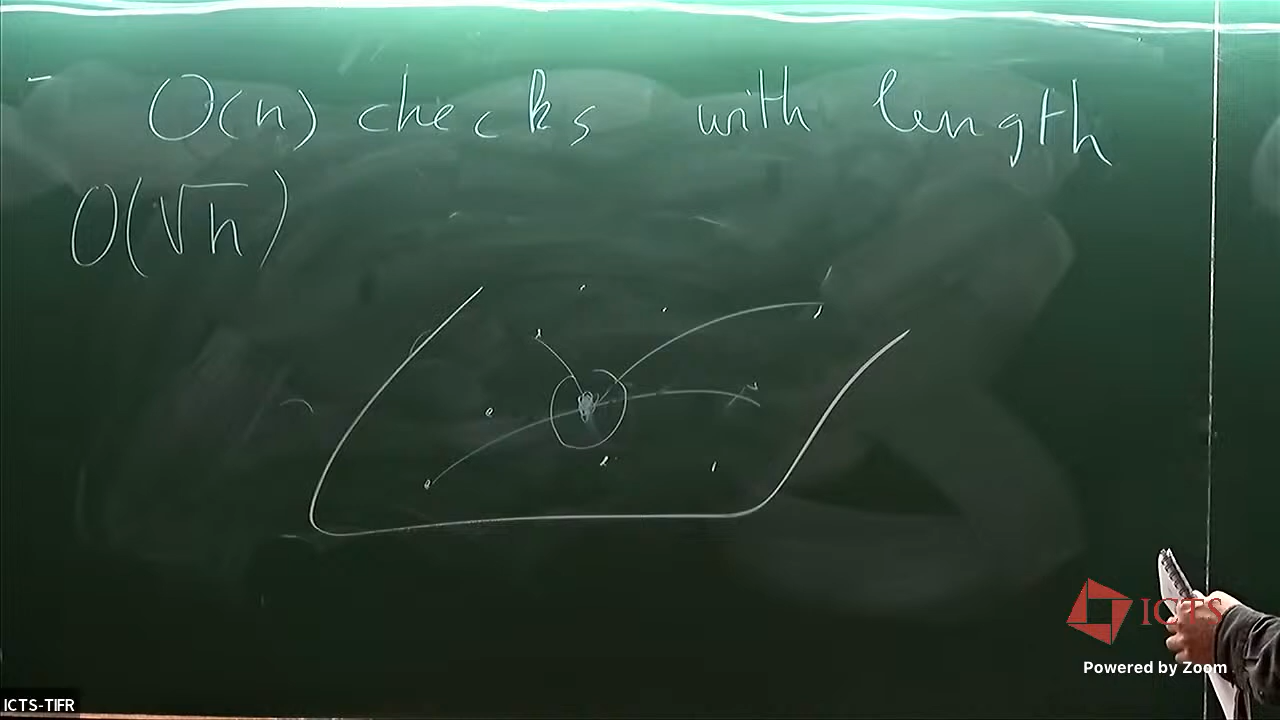 - O(n) checks with length
O(√n)
ICTS
Powered by Zoom
ICTS-TIFR